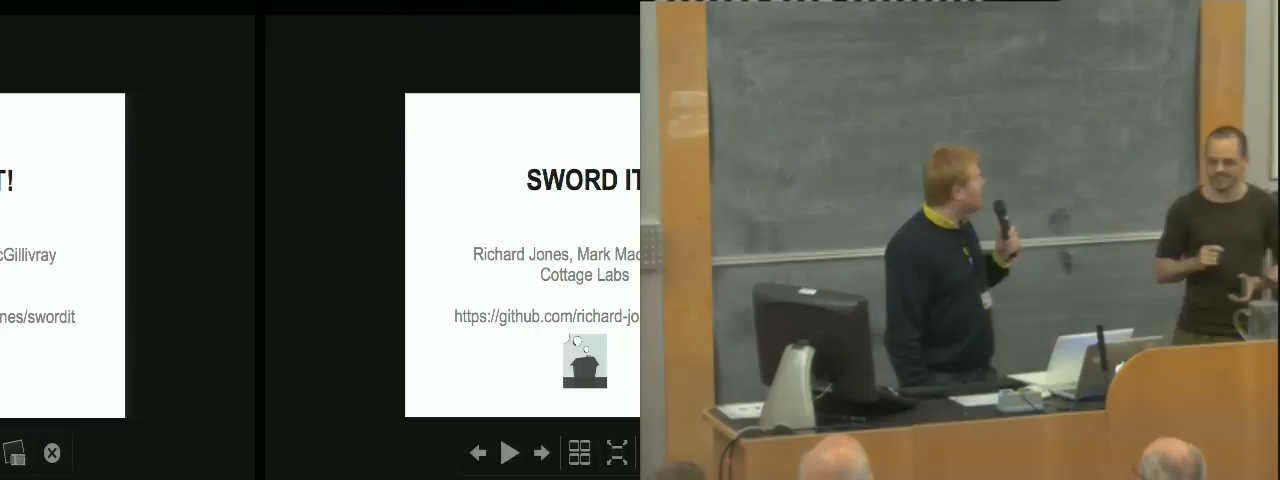 T!
cGillivray
nes/swordit
SWORD IT
Richard Jones, Mark Mac
Cottage Labs
https://github.com/richard-jo